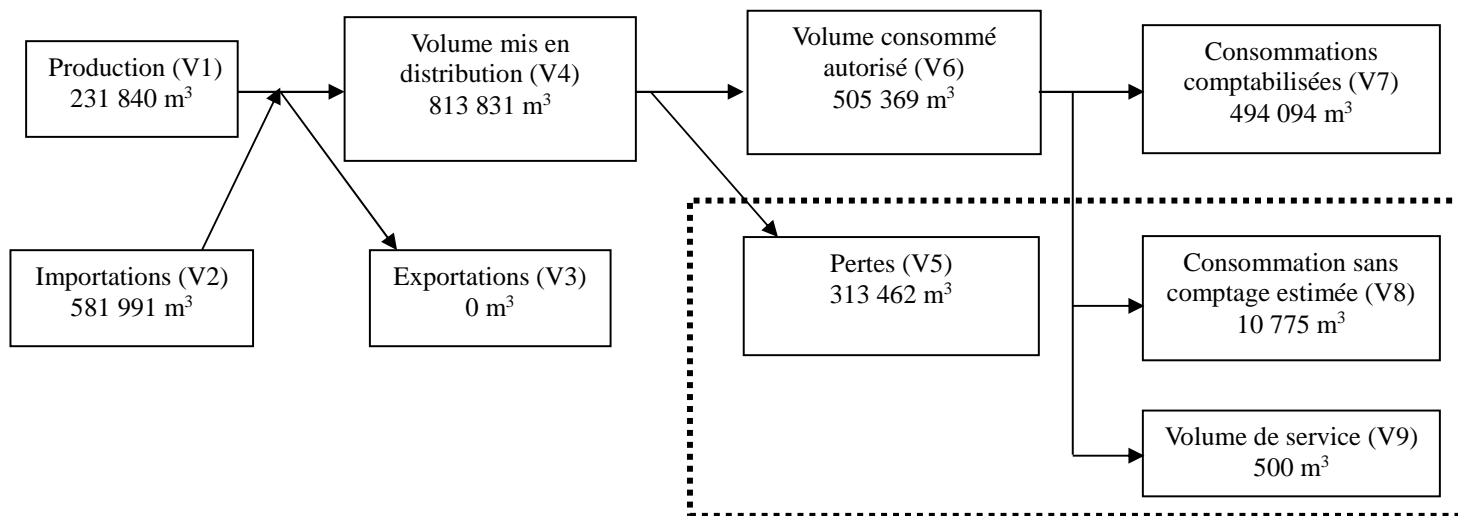 Production (V1)
231 840 m³
Volume mis en
distribution (V4)
813 831 m³
Volume consommé
autorisé (V6)
505 369 m³
Consommations
comptabilisées (V7)
494 094 m³
Importations (V2)
581 991 m³
Exportations (V3)
0 m³
Pertes (V5)
313 462 m³
Consommation sans
comptage estimée (V8)
10 775 m³
Volume de service (V9)
500 m³